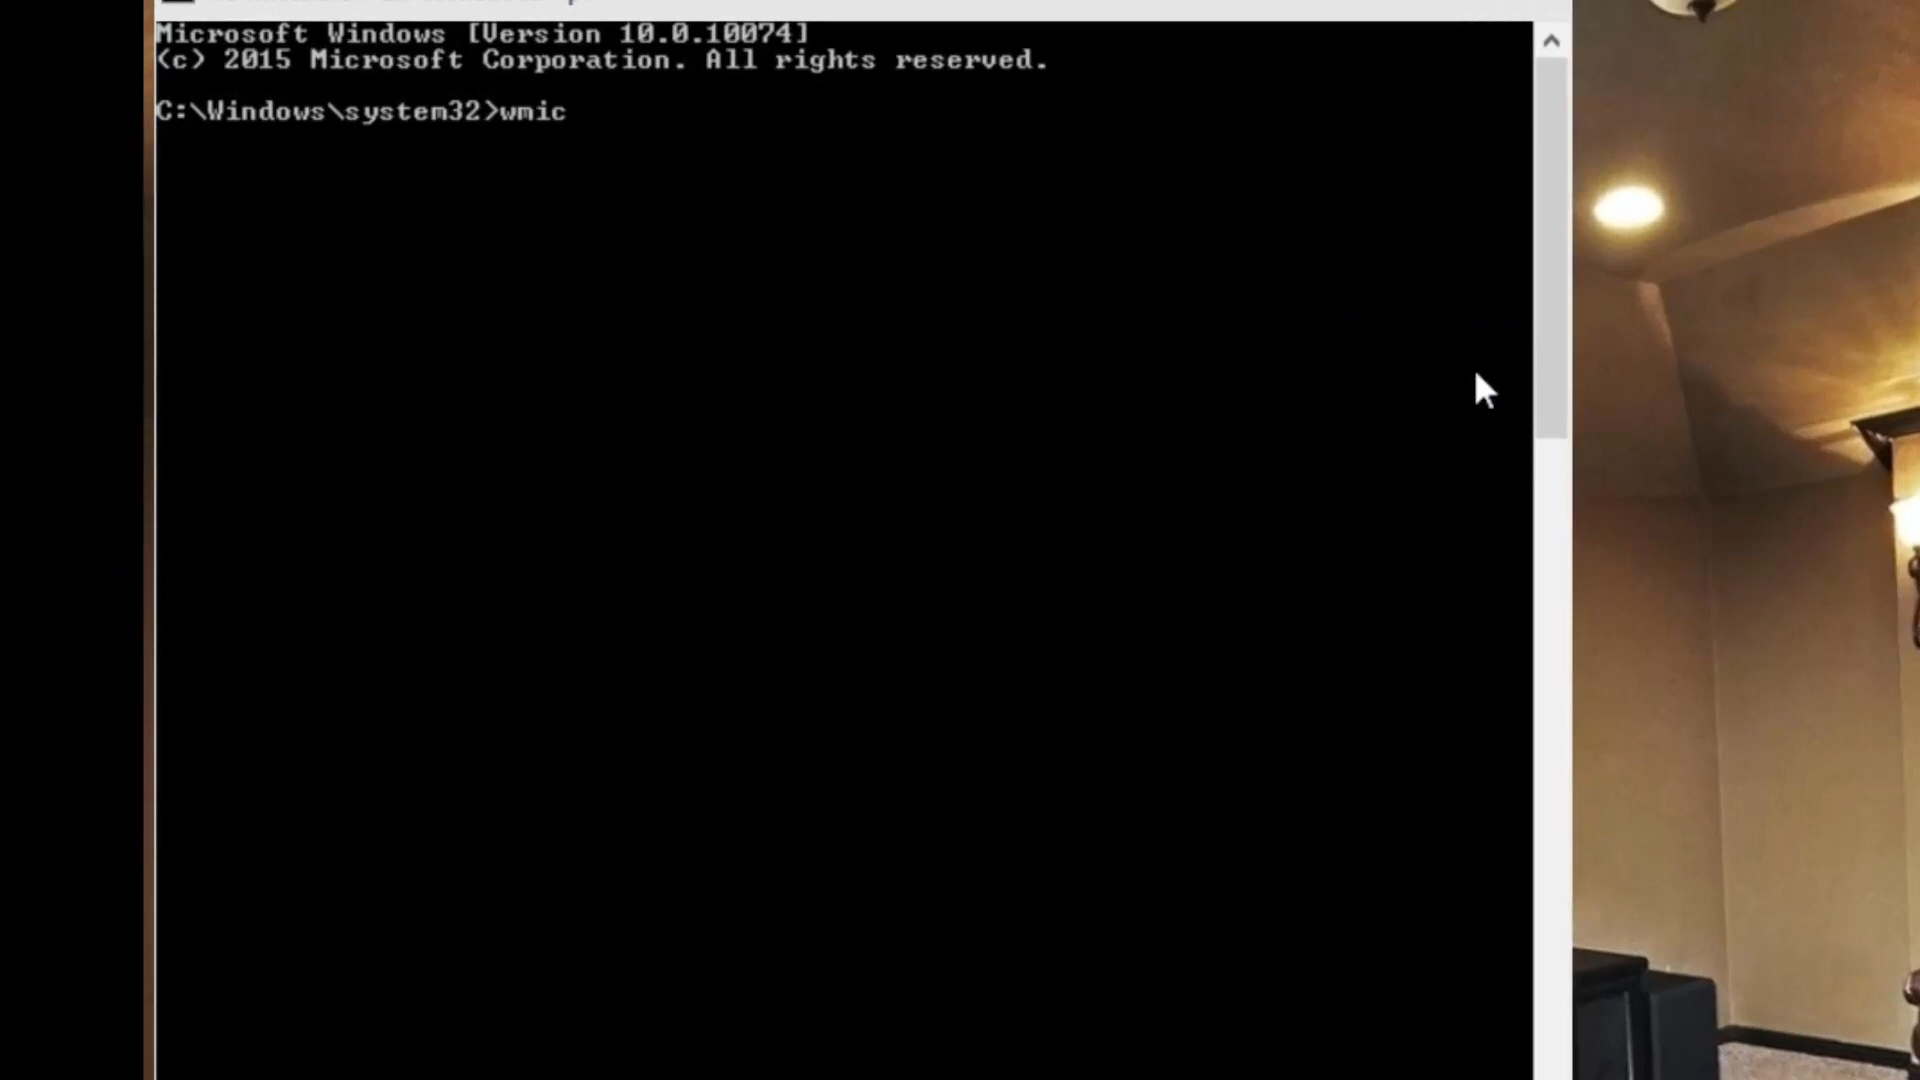 Microsoft Windows [Version 10.0.10074]
(c) 2015 Microsoft Corporation. All rights reserved.
C:\Windows\system32>wmic